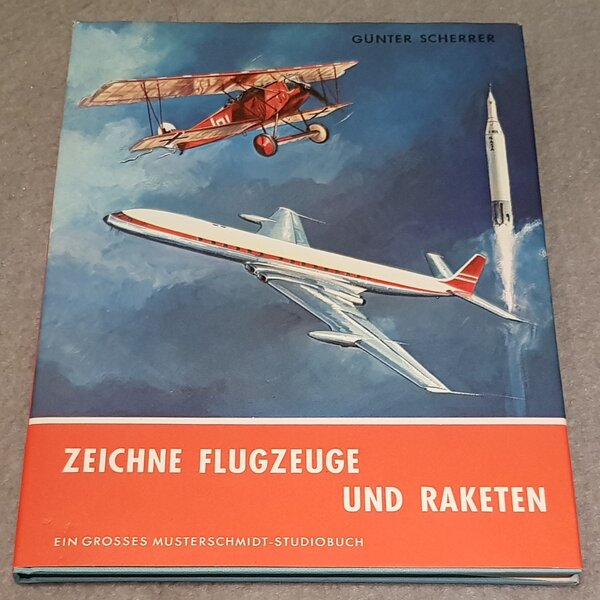 GÜNTER SCHERRER
ZEICHNE FLUGZEUGE
UND RAKETEN
EIN GROSSES MUSTERSCHMIDT-STUDIOBUCH